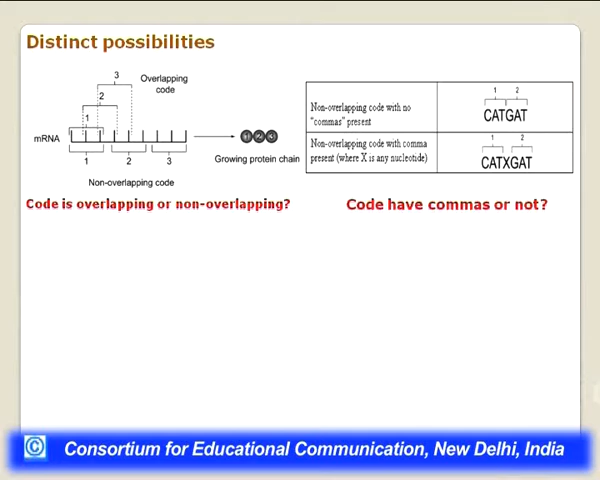 Distinct possibilities
3
Overlapping
code
2
1
mRNA
1 2 3
Growing protein chain
Non-overlapping code
Non-overlapping code with no
"commas" present
1 2
CATGAT
Non-overlapping code with comma
present (where X is any nucleotide)
1 2
CATXGAT
Code is overlapping or non-overlapping?
Code have commas or not?
© Consortium for Educational Communication, New Delhi, India